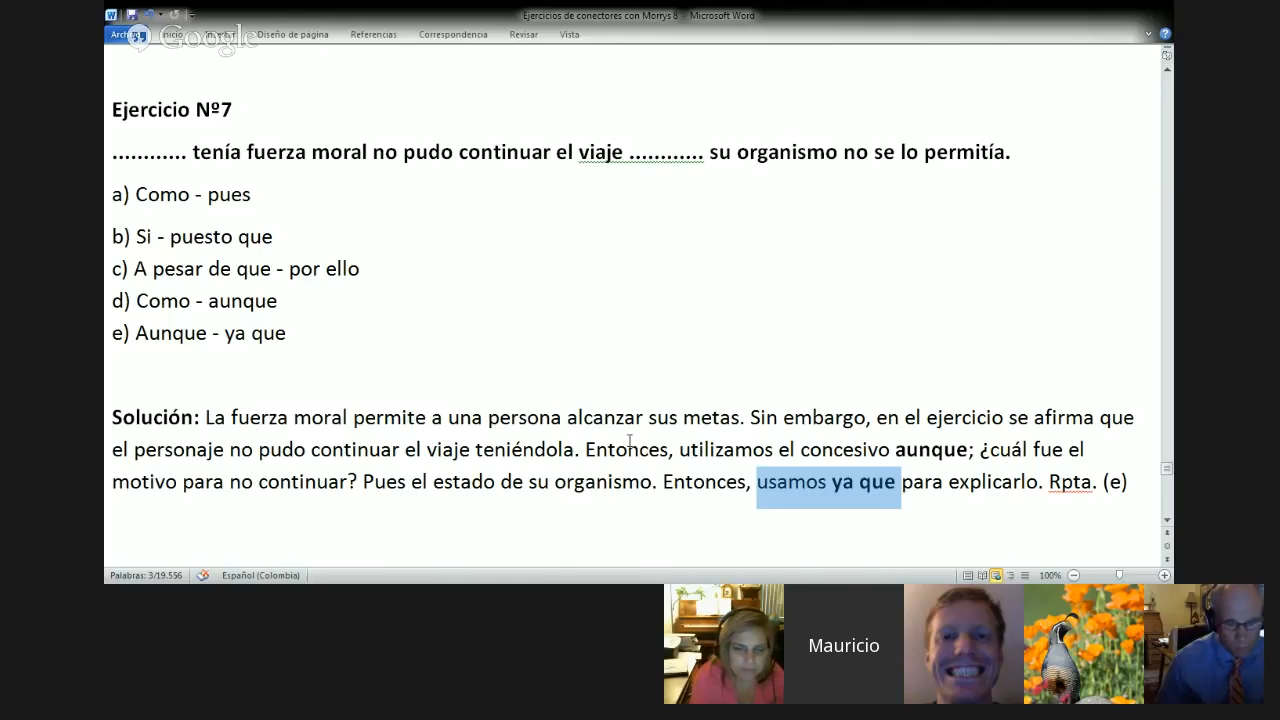 Ejercicios de conectores con Morrys 8 - Microsoft Word
Archivo Inicio Insertar Diseño de página Referencias Correspondencia Revisar Vista
Google
Ejercicio Nº7
............ tenía fuerza moral no pudo continuar el viaje ............ su organismo no se lo permitía.
a) Como - pues
b) Si - puesto que
c) A pesar de que - por ello
d) Como - aunque
e) Aunque - ya que
Solución: La fuerza moral permite a una persona alcanzar sus metas. Sin embargo, en el ejercicio se afirma que
el personaje no pudo continuar el viaje teniéndola. Entonces, utilizamos el concesivo aunque; ¿cuál fue el
motivo para no continuar? Pues el estado de su organismo. Entonces, usamos ya que para explicarlo. Rpta. (e)
Palabras: 3/19.556 Español (Colombia) 100%
Mauricio